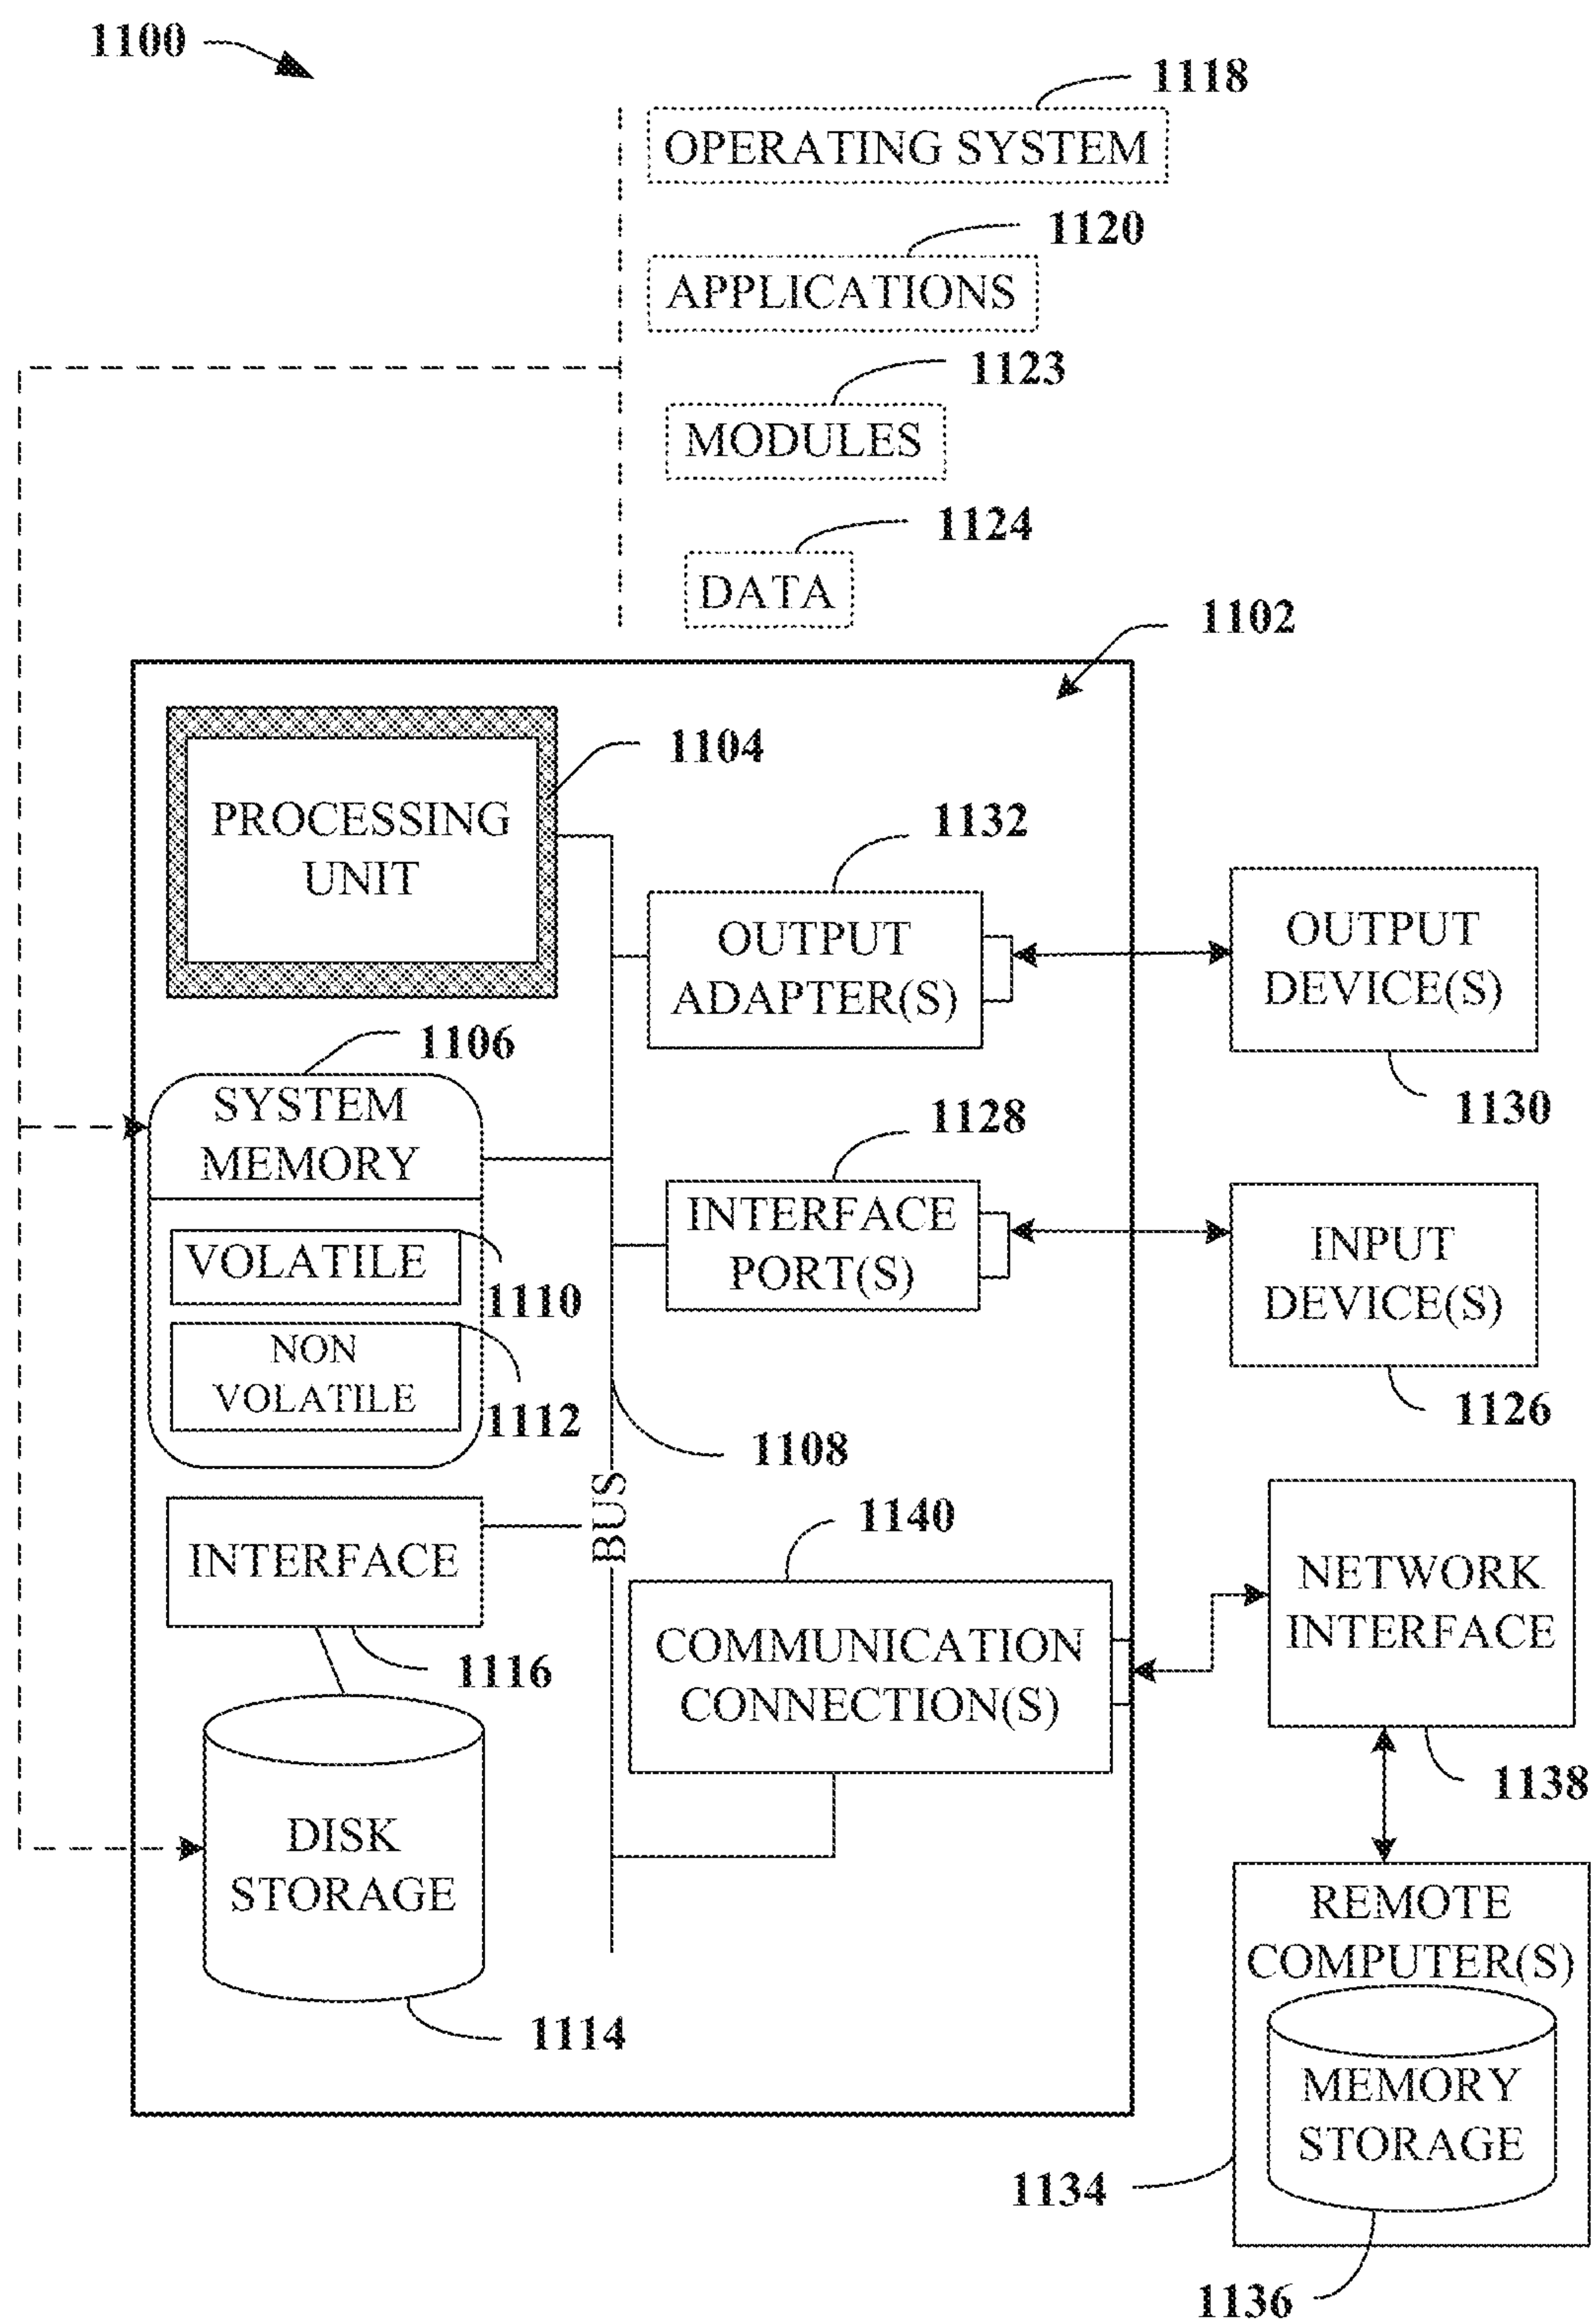 1100
1118
OPERATING SYSTEM
1120
APPLICATIONS
1123
MODULES
1124
DATA
1102
1104
PROCESSING
UNIT
1132
OUTPUT
ADAPTER(S)
OUTPUT
DEVICE(S)
1130
1106
SYSTEM
MEMORY
VOLATILE
1110
NON
VOLATILE
1112
1128
INTERFACE
PORT(S)
INPUT
DEVICE(S)
1126
1108
BUS
INTERFACE
1116
1140
COMMUNICATION
CONNECTION(S)
NETWORK
INTERFACE
1138
DISK
STORAGE
1114
REMOTE
COMPUTER(S)
MEMORY
STORAGE
1134
1136